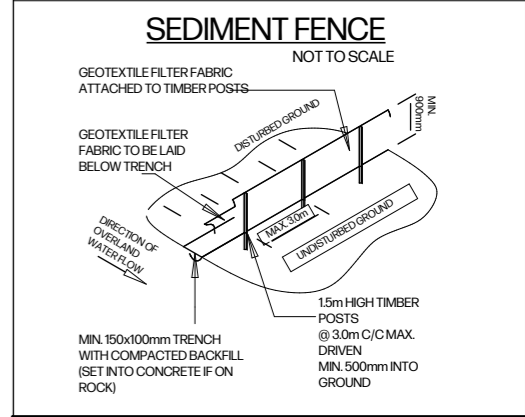 SEDIMENT FENCE
NOT TO SCALE
GEOTEXTILE FILTER FABRIC
ATTACHED TO TIMBER POSTS
MIN.
900mm
DISTURBED GROUND
GEOTEXTILE FILTER
FABRIC TO BE LAID
BELOW TRENCH
MAX. 3.0m
UNDISTURBED GROUND
DIRECTION OF
OVERLAND
WATER FLOW
MIN. 150x100mm TRENCH
WITH COMPACTED BACKFILL
(SET INTO CONCRETE IF ON
ROCK)
1.5m HIGH TIMBER
POSTS
@ 3.0m C/C MAX.
DRIVEN
MIN. 500mm INTO
GROUND